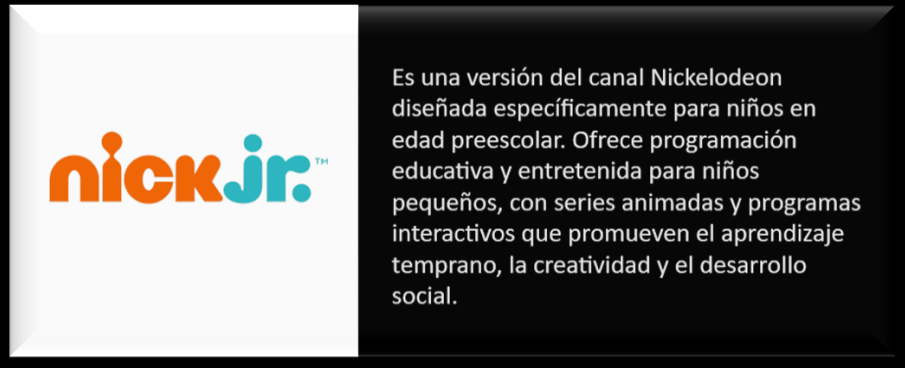 nick jr.™
Es una versión del canal Nickelodeon
diseñada específicamente para niños en
edad preescolar. Ofrece programación
educativa y entretenida para niños
pequeños, con series animadas y programas
interactivos que promueven el aprendizaje
temprano, la creatividad y el desarrollo
social.